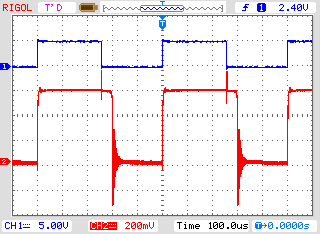 RIGOL T'D 1 2.40V
T
1
2
CH1 5.00V CH2 200mV Time 100.0us T→0.0000s